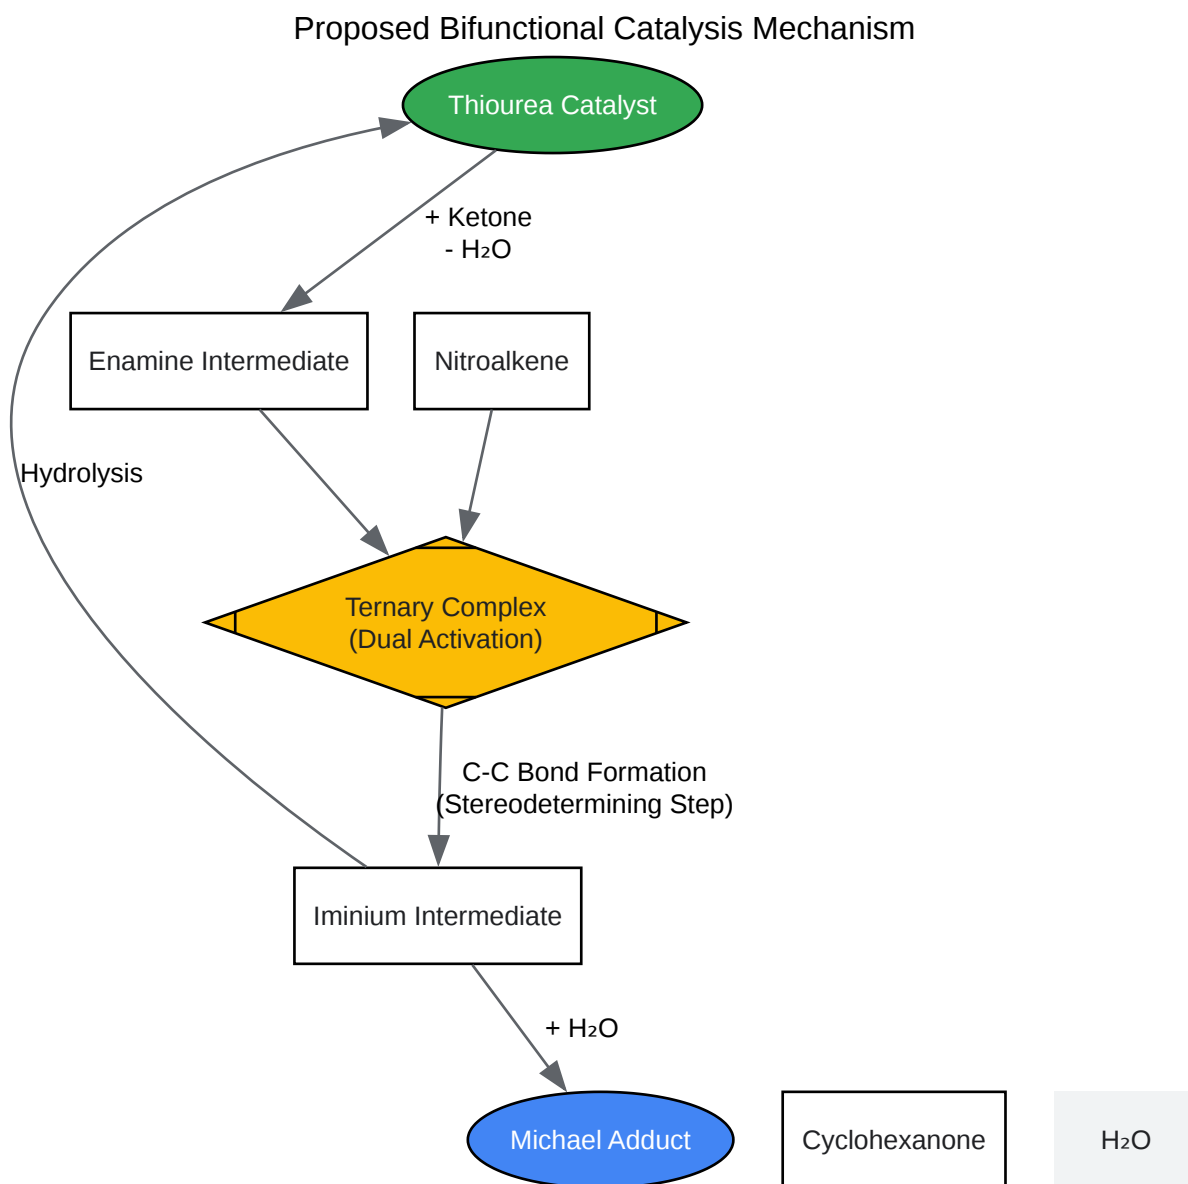 Proposed Bifunctional Catalysis Mechanism
Thiourea Catalyst
+ Ketone
- H₂O
Enamine Intermediate
Nitroalkene
Hydrolysis
Ternary Complex
(Dual Activation)
C-C Bond Formation
(Stereodetermining Step)
Iminium Intermediate
+ H₂O
Michael Adduct
Cyclohexanone
H₂O